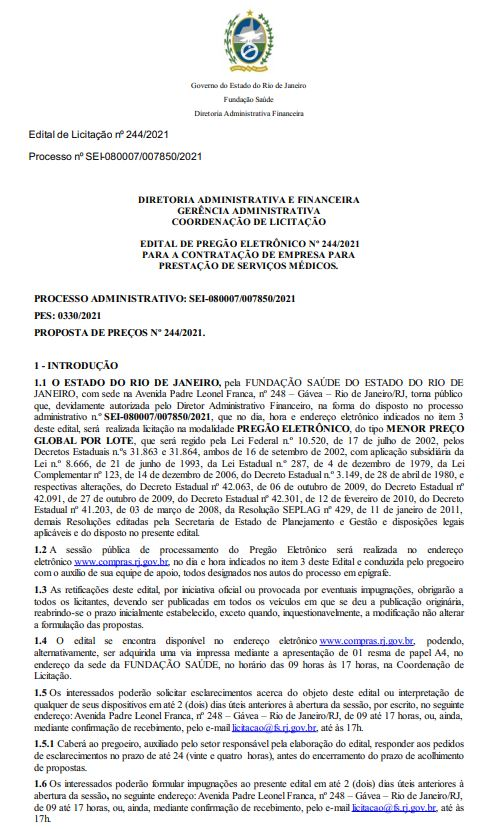 Governo do Estado do Rio de Janeiro
Fundação Saúde
Diretoria Administrativa Financeira
Edital de Licitação nº 244/2021
Processo nº SEI-080007/007850/2021
DIRETORIA ADMINISTRATIVA E FINANCEIRA
GERÊNCIA ADMINISTRATIVA
COORDENAÇÃO DE LICITAÇÃO
EDITAL DE PREGÃO ELETRÔNICO Nº 244/2021
PARA A CONTRATAÇÃO DE EMPRESA PARA
PRESTAÇÃO DE SERVIÇOS MÉDICOS.
PROCESSO ADMINISTRATIVO: SEI-080007/007850/2021
PES: 0330/2021
PROPOSTA DE PREÇOS Nº 244/2021.
1 - INTRODUÇÃO
1.1 O ESTADO DO RIO DE JANEIRO, pela FUNDAÇÃO SAÚDE DO ESTADO DO RIO DE
JANEIRO, com sede na Avenida Padre Leonel Franca, nº 248 – Gávea – Rio de Janeiro/RJ, torna público
que, devidamente autorizada pelo Diretor Administrativo Financeiro, na forma do disposto no processo
administrativo n.º SEI-080007/007850/2021, que no dia, hora e endereço eletrônico indicados no item 3
deste edital, será realizada licitação na modalidade PREGÃO ELETRÔNICO, do tipo MENOR PREÇO
GLOBAL POR LOTE, que será regido pela Lei Federal n.º 10.520, de 17 de julho de 2002, pelos
Decretos Estaduais n.ºs 31.863 e 31.864, ambos de 16 de setembro de 2002, com aplicação subsidiária da
Lei n.º 8.666, de 21 de junho de 1993, da Lei Estadual n.º 287, de 4 de dezembro de 1979, da Lei
Complementar nº 123, de 14 de dezembro de 2006, do Decreto Estadual n.º 3.149, de 28 de abril de 1980, e
respectivas alterações, do Decreto Estadual nº 42.063, de 06 de outubro de 2009, do Decreto Estadual nº
42.091, de 27 de outubro de 2009, do Decreto Estadual nº 42.301, de 12 de fevereiro de 2010, do Decreto
Estadual nº 41.203, de 03 de março de 2008, da Resolução SEPLAG nº 429, de 11 de janeiro de 2011,
demais Resoluções editadas pela Secretaria de Estado de Planejamento e Gestão e disposições legais
aplicáveis e do disposto no presente edital.
1.2 A sessão pública de processamento do Pregão Eletrônico será realizada no endereço
eletrônico www.compras.rj.gov.br, no dia e hora indicados no item 3 deste Edital e conduzida pelo pregoeiro
com o auxílio de sua equipe de apoio, todos designados nos autos do processo em epígrafe.
1.3 As retificações deste edital, por iniciativa oficial ou provocada por eventuais impugnações, obrigarão a
todos os licitantes, devendo ser publicadas em todos os veículos em que se deu a publicação originária,
reabrindo-se o prazo inicialmente estabelecido, exceto quando, inquestionavelmente, a modificação não alterar
a formulação das propostas.
1.4 O edital se encontra disponível no endereço eletrônico www.compras.rj.gov.br, podendo,
alternativamente, ser adquirida uma via impressa mediante a apresentação de 01 resma de papel A4, no
endereço da sede da FUNDAÇÃO SAÚDE, no horário das 09 horas às 17 horas, na Coordenação de
Licitação.
1.5 Os interessados poderão solicitar esclarecimentos acerca do objeto deste edital ou interpretação de
qualquer de seus dispositivos em até 2 (dois) dias úteis anteriores à abertura da sessão, por escrito, no seguinte
endereço: Avenida Padre Leonel Franca, nº 248 – Gávea – Rio de Janeiro/RJ, de 09 até 17 horas, ou, ainda,
mediante confirmação de recebimento, pelo e-mail licitacao@fs.rj.gov.br, até às 17h.
1.5.1 Caberá ao pregoeiro, auxiliado pelo setor responsável pela elaboração do edital, responder aos pedidos
de esclarecimentos no prazo de até 24 (vinte e quatro horas), antes do encerramento do prazo de acolhimento
de propostas.
1.6 Os interessados poderão formular impugnações ao presente edital em até 2 (dois) dias úteis anteriores à
abertura da sessão, no seguinte endereço: Avenida Padre Leonel Franca, nº 248 – Gávea – Rio de Janeiro/RJ,
de 09 até 17 horas, ou, ainda, mediante confirmação de recebimento, pelo e-mail licitacao@fs.rj.gov.br, até às
17h.